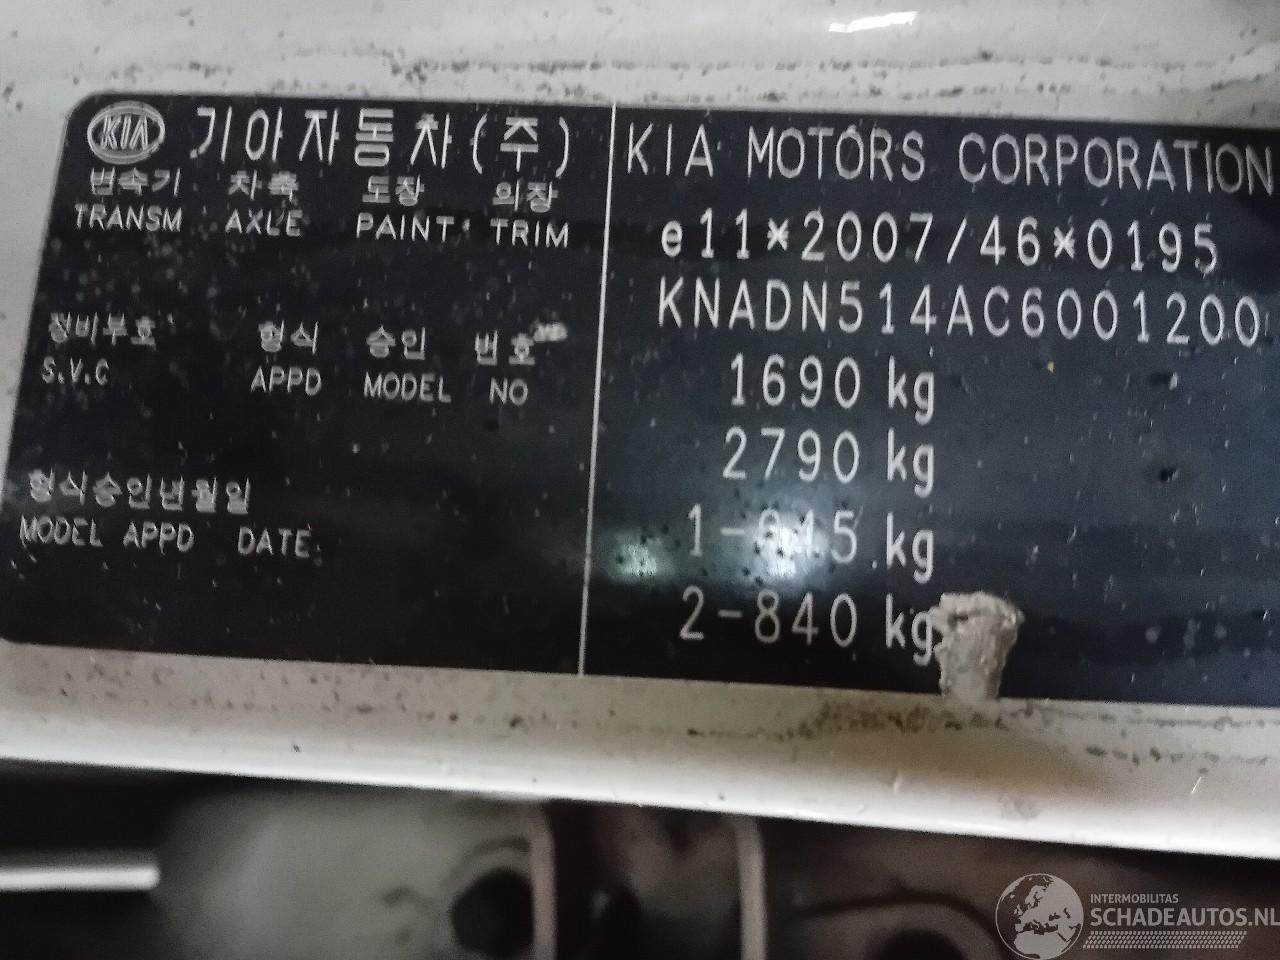 KIA 기아자동차(주)
변속기 차축 도장 의장
TRANSM AXLE PAINT TRIM
정비부호 형식 승인 번호
S.V.C APPD MODEL NO
형식승인년월일
MODEL APPD DATE
KIA MOTORS CORPORATION
e11*2007/46*0195
KNADN514AC6001200
1690 kg
2790 kg
1- kg
2-840 kg
INTERMOBILITAS
SCHADEAUTOS.NL